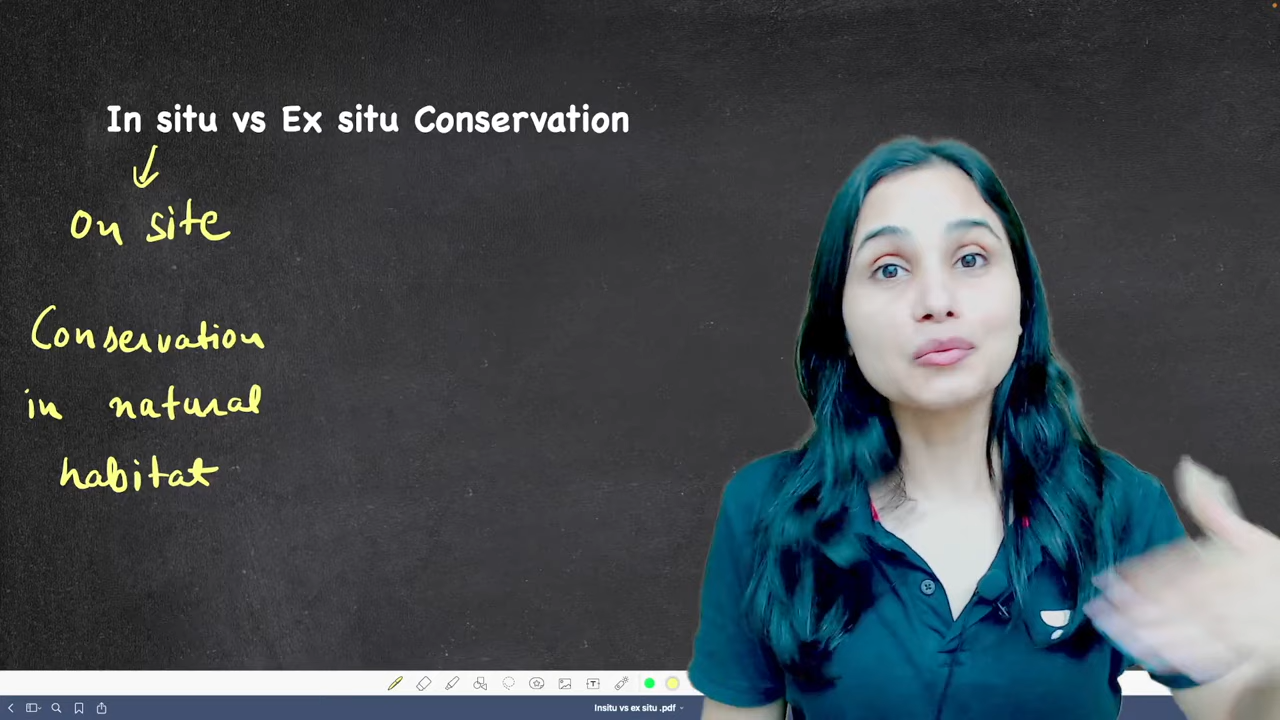 In situ vs Ex situ Conservation
On site
Conservation
in natural
habitat
Insitu vs ex situ .pdf